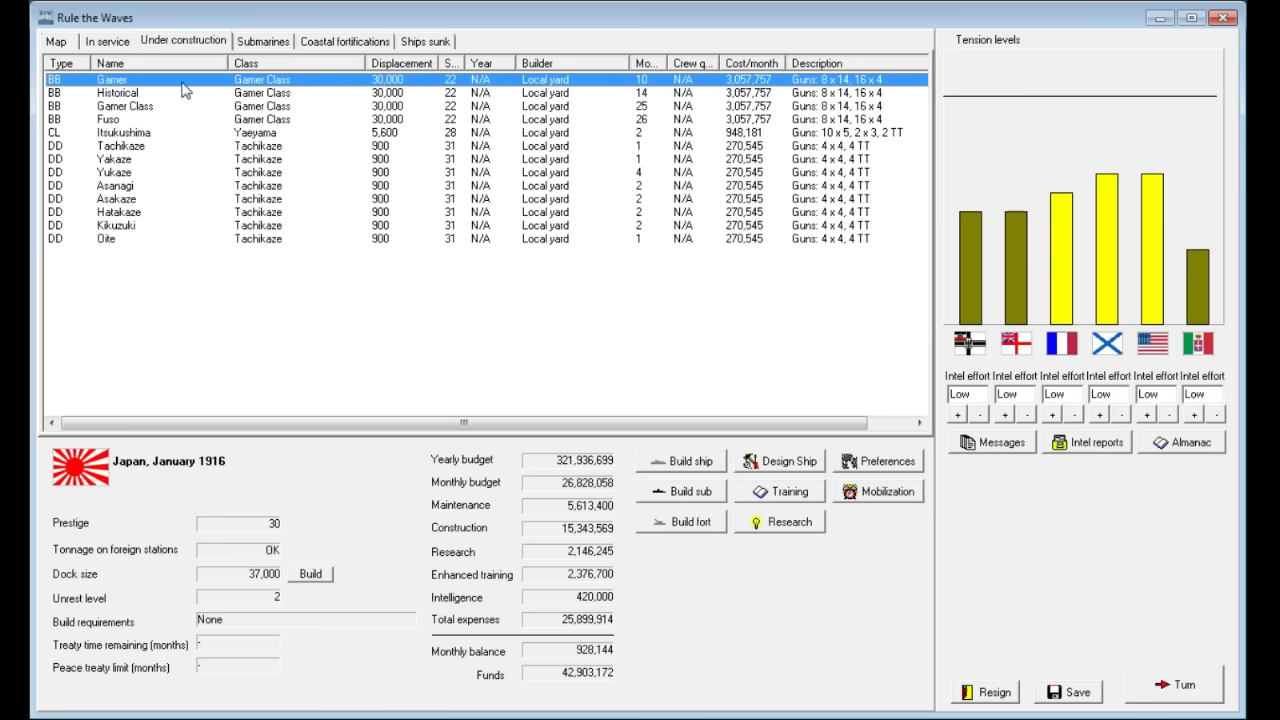 Rule the Waves
Map In service Under construction Submarines Coastal fortifications Ships sunk
Type Name Class Displacement S... Year Builder Mo... Crew q... Cost/month Description
BB Gamer Gamer Class 30,000 22 N/A Local yard 10 N/A 3,057,757 Guns: 8 x 14, 16 x 4
BB Historical Gamer Class 30,000 22 N/A Local yard 14 N/A 3,057,757 Guns: 8 x 14, 16 x 4
BB Gamer Class Gamer Class 30,000 22 N/A Local yard 25 N/A 3,057,757 Guns: 8 x 14, 16 x 4
BB Fuso Gamer Class 30,000 22 N/A Local yard 26 N/A 3,057,757 Guns: 8 x 14, 16 x 4
CL Itsukushima Yaeyama 5,600 28 N/A Local yard 2 N/A 948,181 Guns: 10 x 5, 2 x 3, 2 TT
DD Tachikaze Tachikaze 900 31 N/A Local yard 1 N/A 270,545 Guns: 4 x 4, 4 TT
DD Yakaze Tachikaze 900 31 N/A Local yard 1 N/A 270,545 Guns: 4 x 4, 4 TT
DD Yukaze Tachikaze 900 31 N/A Local yard 4 N/A 270,545 Guns: 4 x 4, 4 TT
DD Asanagi Tachikaze 900 31 N/A Local yard 2 N/A 270,545 Guns: 4 x 4, 4 TT
DD Asakaze Tachikaze 900 31 N/A Local yard 2 N/A 270,545 Guns: 4 x 4, 4 TT
DD Hatakaze Tachikaze 900 31 N/A Local yard 2 N/A 270,545 Guns: 4 x 4, 4 TT
DD Kikuzuki Tachikaze 900 31 N/A Local yard 2 N/A 270,545 Guns: 4 x 4, 4 TT
DD Oite Tachikaze 900 31 N/A Local yard 1 N/A 270,545 Guns: 4 x 4, 4 TT
Tension levels
Intel effort Intel effort Intel effort Intel effort Intel effort Intel effort
Low Low Low Low Low Low
+ - + - + - + - + - + -
Messages Intel reports Almanac
Japan, January 1916
Prestige 30
Tonnage on foreign stations OK
Dock size 37,000 Build
Unrest level 2
Build requirements None
Treaty time remaining (months) -
Peace treaty limit (months) -
Yearly budget 321,936,699
Monthly budget 26,828,058
Maintenance 5,613,400
Construction 15,343,569
Research 2,146,245
Enhanced training 2,376,700
Intelligence 420,000
Total expenses 25,899,914
Monthly balance 928,144
Funds 42,903,172
Build ship Design Ship Preferences
Build sub Training Mobilization
Build fort Research
Resign Save Turn